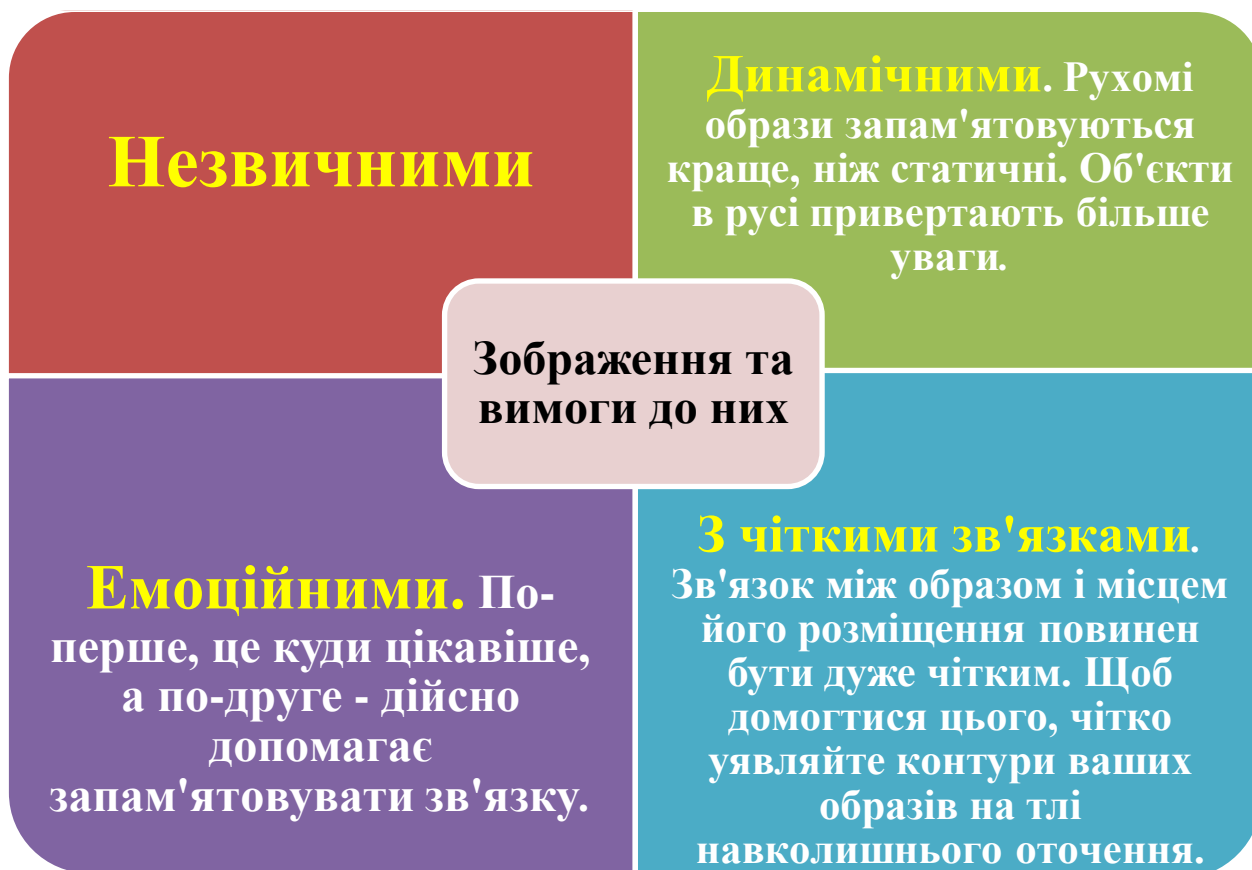 Незвичними
Динамічними. Рухомі
образи запам'ятовуються
краще, ніж статичні. Об'єкти
в русі привертають більше
уваги.
Зображення та
вимоги до них
Емоційними. По-
перше, це куди цікавіше,
а по-друге - дійсно
допомагає
запам'ятовувати зв'язку.
З чіткими зв'язками.
Зв'язок між образом і місцем
його розміщення повинен
бути дуже чітким. Щоб
домогтися цього, чітко
уявляйте контури ваших
образів на тлі
навколишнього оточення.